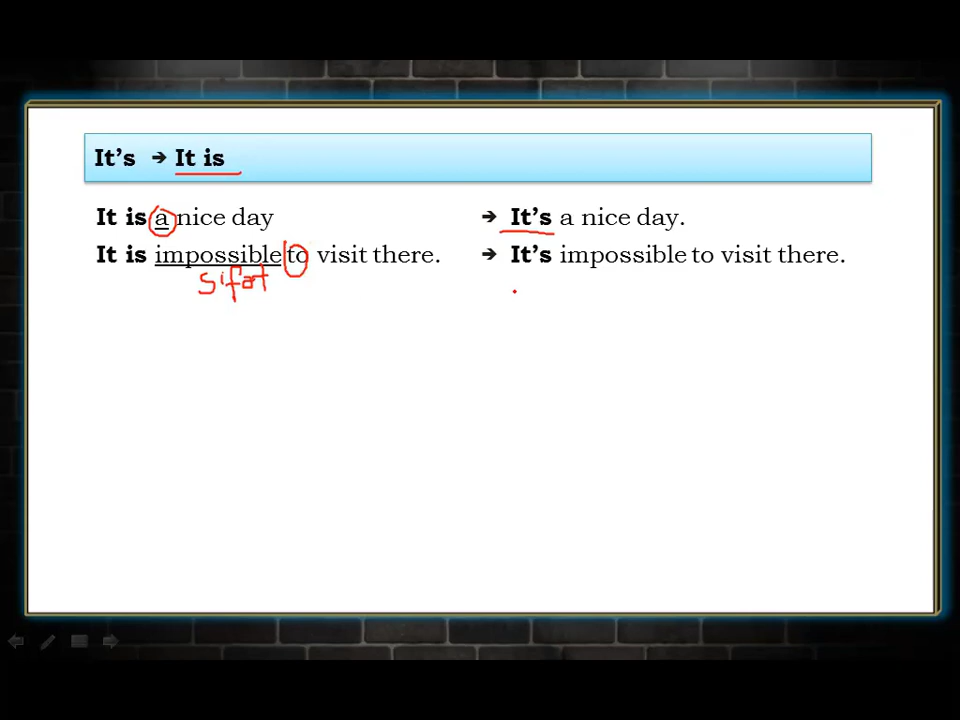 It's → It is
It is a nice day → It's a nice day.
It is impossible to visit there. → It's impossible to visit there.
Sifat